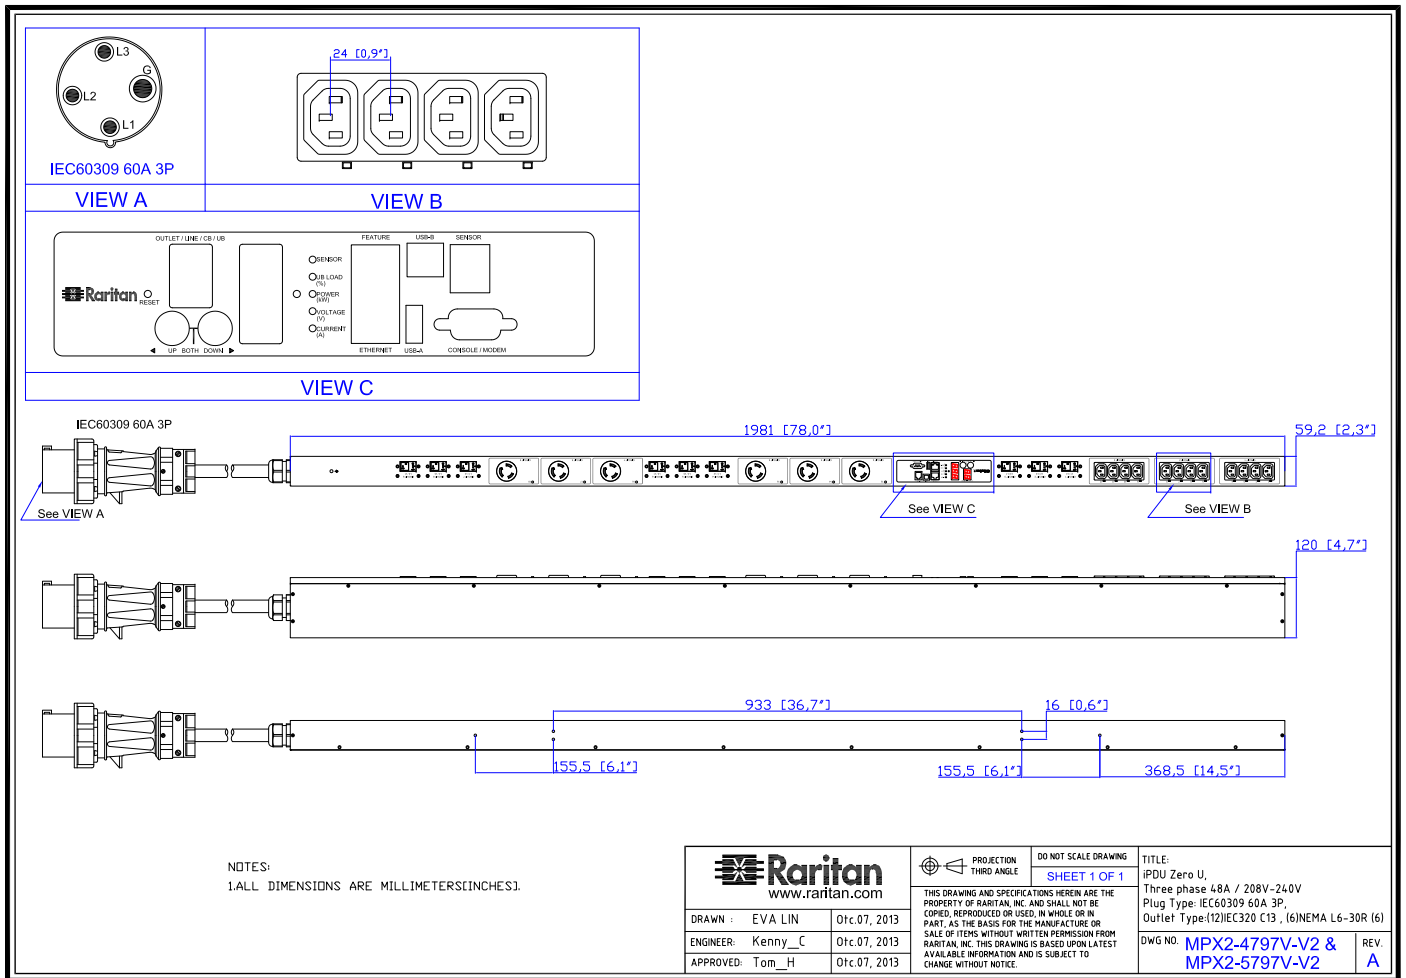 L3
G
L2
L1
IEC60309 60A 3P
VIEW A
24 [0,9"]
VIEW B
OUTLET / LINE / CB / UB
FEATURE
USB-B
SENSOR
Raritan
RESET
SENSOR
UB LOAD
(%)
POWER
(kW)
VOLTAGE
(V)
CURRENT
(A)
UP BOTH DOWN
ETHERNET
USB-A
CONSOLE / MODEM
VIEW C
IEC60309 60A 3P
1981 [78,0"]
59,2 [2,3"]
See VIEW A
See VIEW C
See VIEW B
120 [4,7"]
933 [36,7"]
16 [0,6"]
155,5 [6,1"]
155,5 [6,1"]
368,5 [14,5"]
NOTES:
1.ALL DIMENSIONS ARE MILLIMETERS[INCHES].
Raritan
www.raritan.com
DRAWN : EVA LIN Otc.07, 2013
ENGINEER: Kenny_C Otc.07, 2013
APPROVED: Tom_H Otc.07, 2013
PROJECTION
THIRD ANGLE
DO NOT SCALE DRAWING
SHEET 1 OF 1
THIS DRAWING AND SPECIFICATIONS HEREIN ARE THE
PROPERTY OF RARITAN, INC. AND SHALL NOT BE
COPIED, REPRODUCED OR USED, IN WHOLE OR IN
PART, AS THE BASIS FOR THE MANUFACTURE OR
SALE OF ITEMS WITHOUT WRITTEN PERMISSION FROM
RARITAN, INC. THIS DRAWING IS BASED UPON LATEST
AVAILABLE INFORMATION AND IS SUBJECT TO
CHANGE WITHOUT NOTICE.
TITLE:
iPDU Zero U,
Three phase 48A / 208V-240V
Plug Type: IEC60309 60A 3P,
Outlet Type:(12)IEC320 C13 , (6)NEMA L6-30R (6)
DWG NO. MPX2-4797V-V2 &
MPX2-5797V-V2
REV.
A